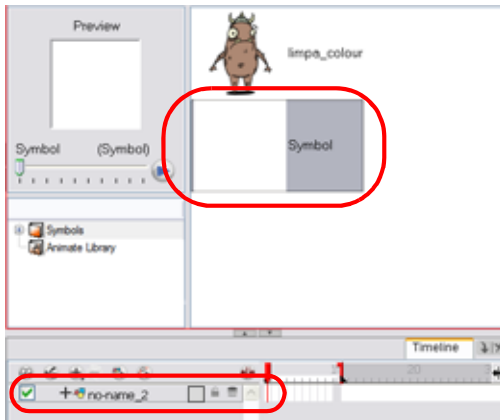 Preview
limpa_colour
Symbol (Symbol)
Symbol
Symbols
Animate Library
Timeline
20
no-name_2